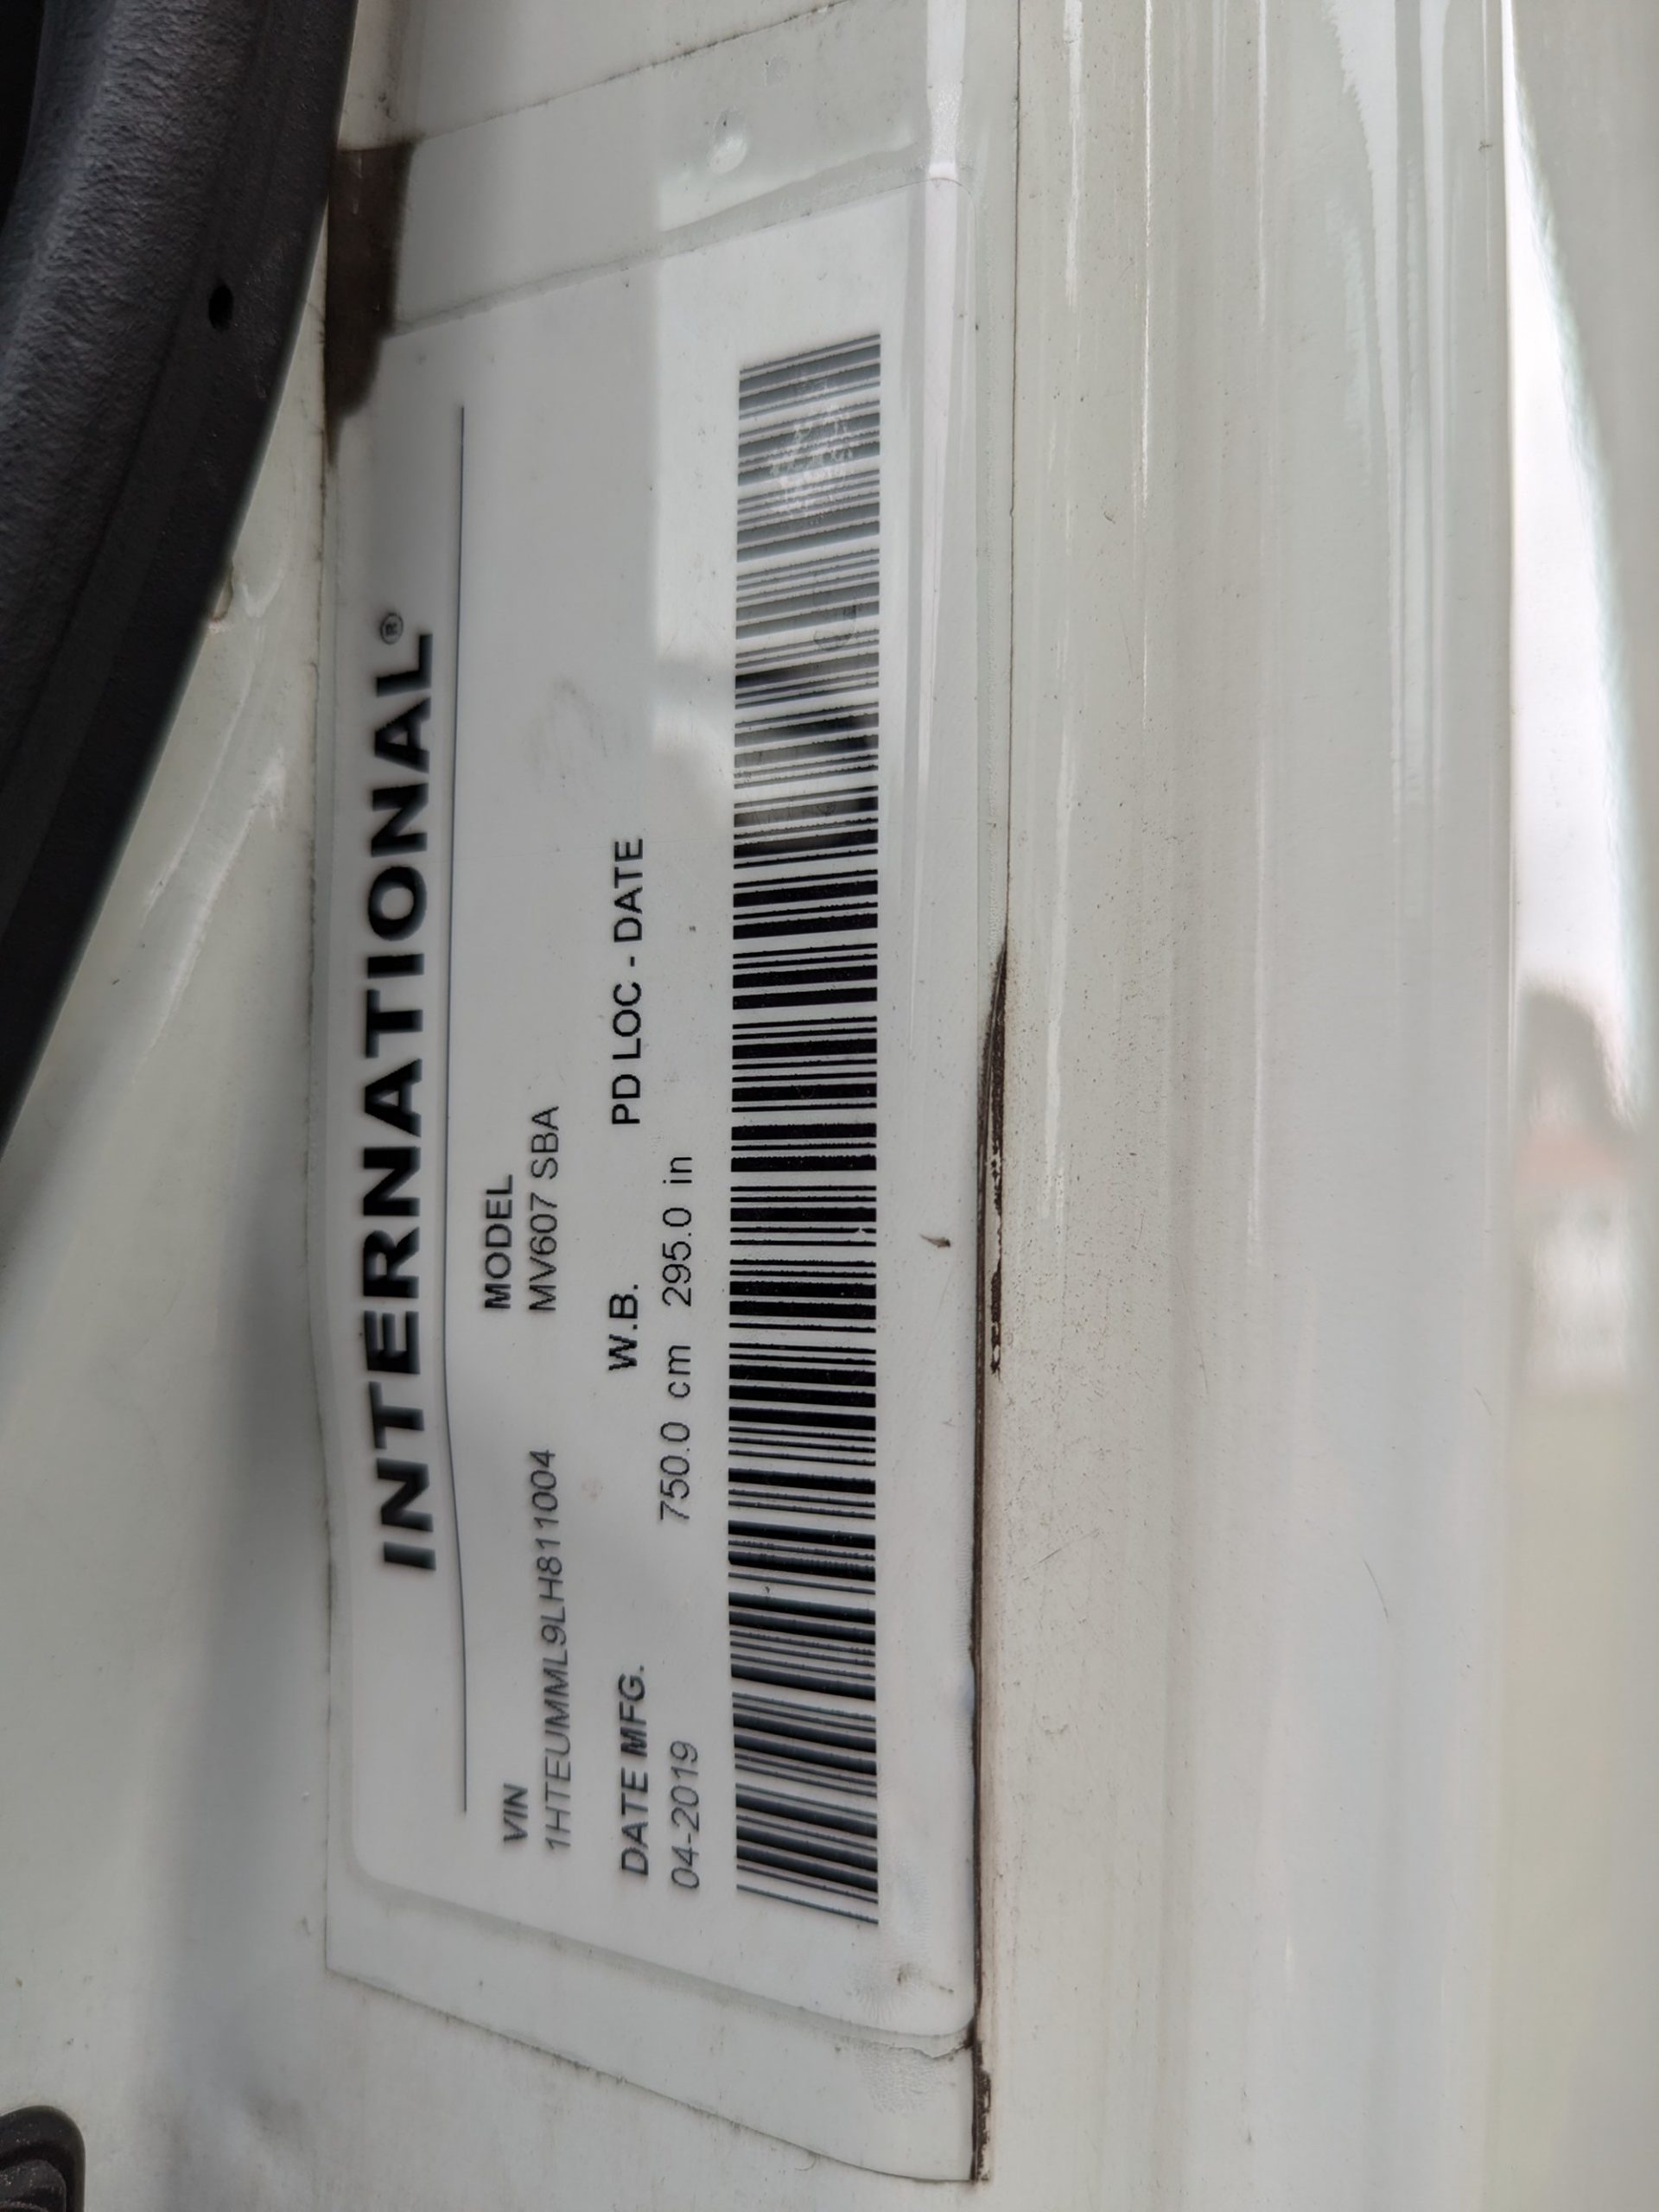 INTERNATIONAL®
VIN MODEL
1HTEUMML9LH811004 MV607 SBA
DATE MFG. W.B. PD LOC - DATE
04-2019 750.0 cm 295.0 in